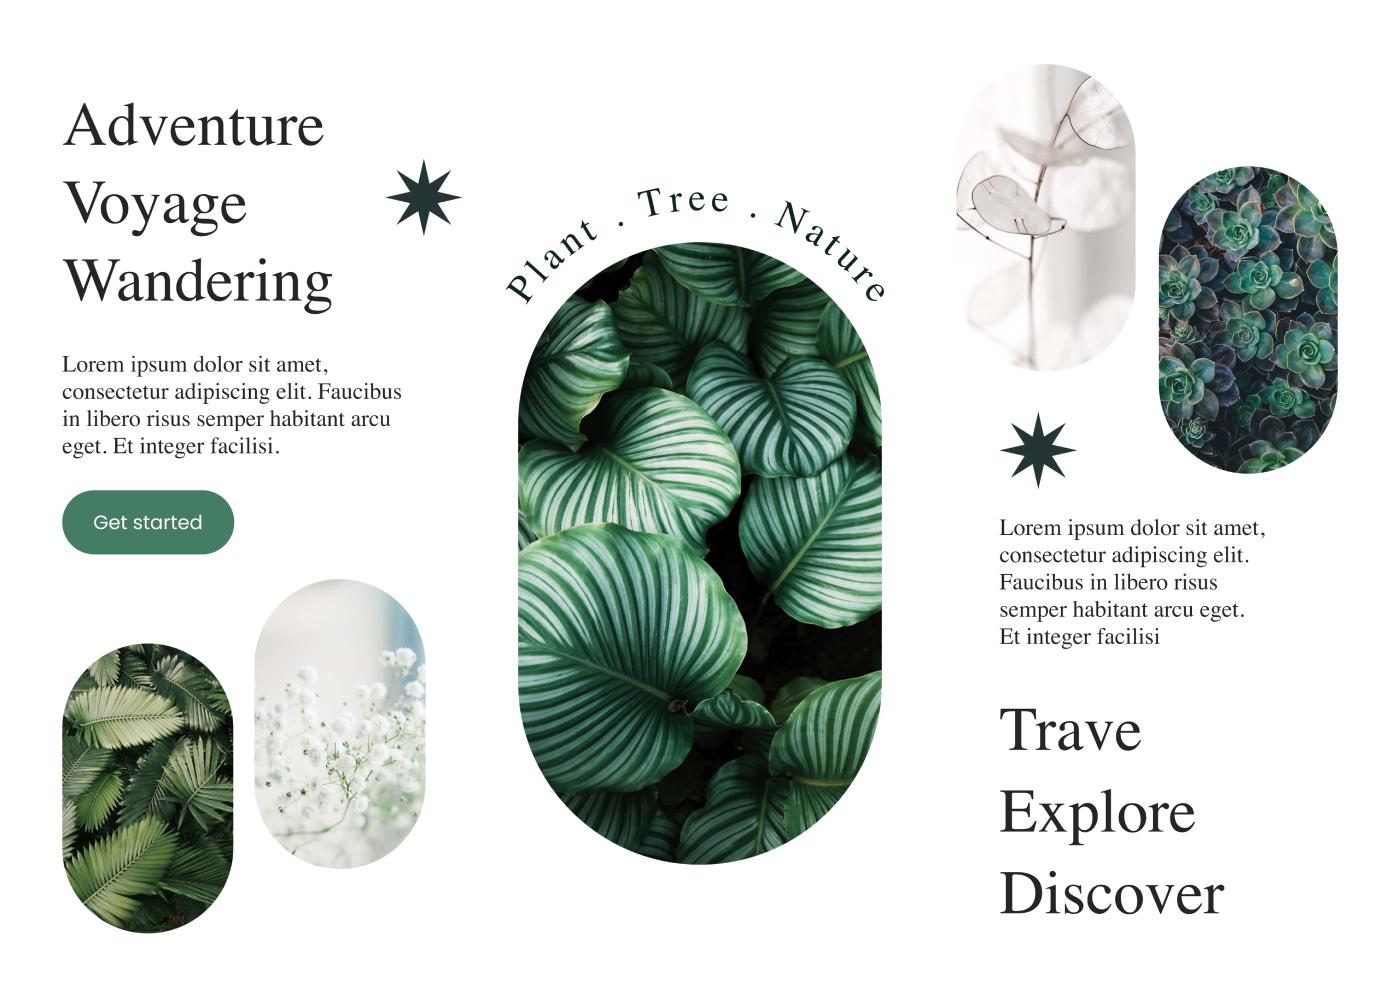 Adventure
Voyage
Wandering
Lorem ipsum dolor sit amet,
consectetur adipiscing elit. Faucibus
in libero risus semper habitant arcu
eget. Et integer facilisi.
Get started
Plant . Tree . Nature
Lorem ipsum dolor sit amet,
consectetur adipiscing elit.
Faucibus in libero risus
semper habitant arcu eget.
Et integer facilisi
Trave
Explore
Discover